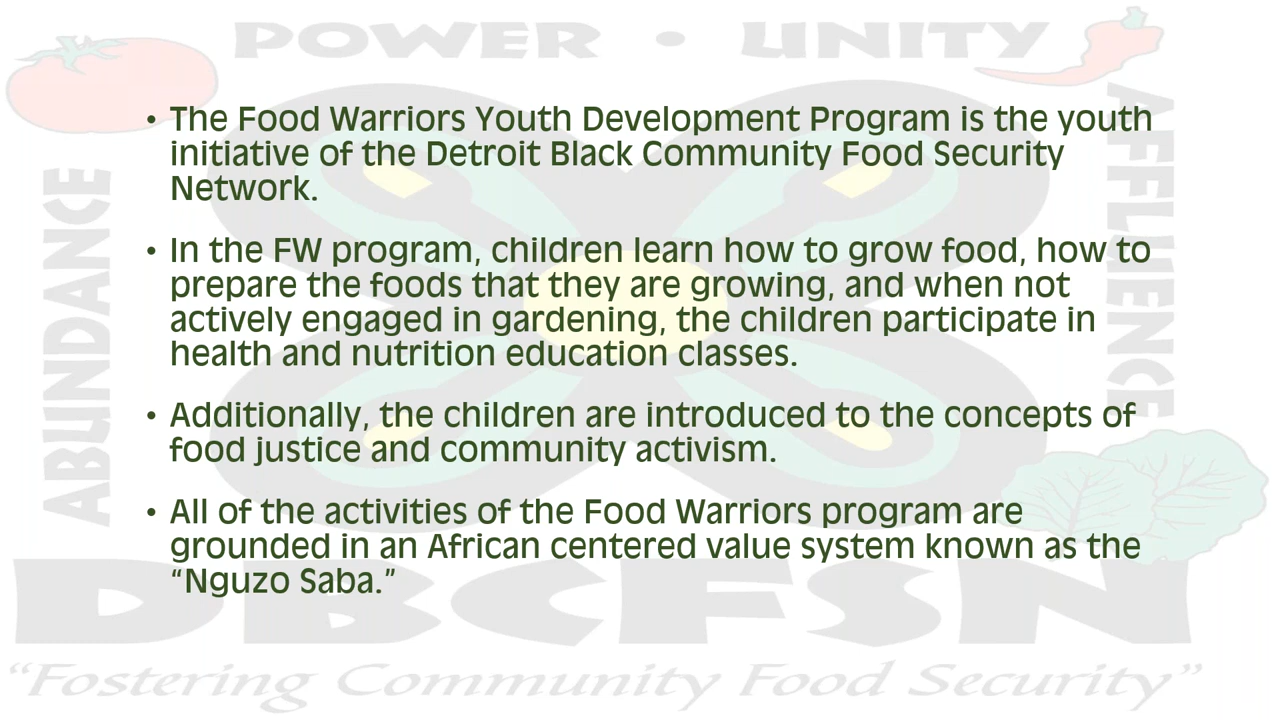 POWER • UNITY
ABUNDANCE
AFFLUENCE
• The Food Warriors Youth Development Program is the youth
initiative of the Detroit Black Community Food Security
Network.
• In the FW program, children learn how to grow food, how to
prepare the foods that they are growing, and when not
actively engaged in gardening, the children participate in
health and nutrition education classes.
• Additionally, the children are introduced to the concepts of
food justice and community activism.
• All of the activities of the Food Warriors program are
grounded in an African centered value system known as the
“Nguzo Saba.”
DBCFSN
“Fostering Community Food Security”